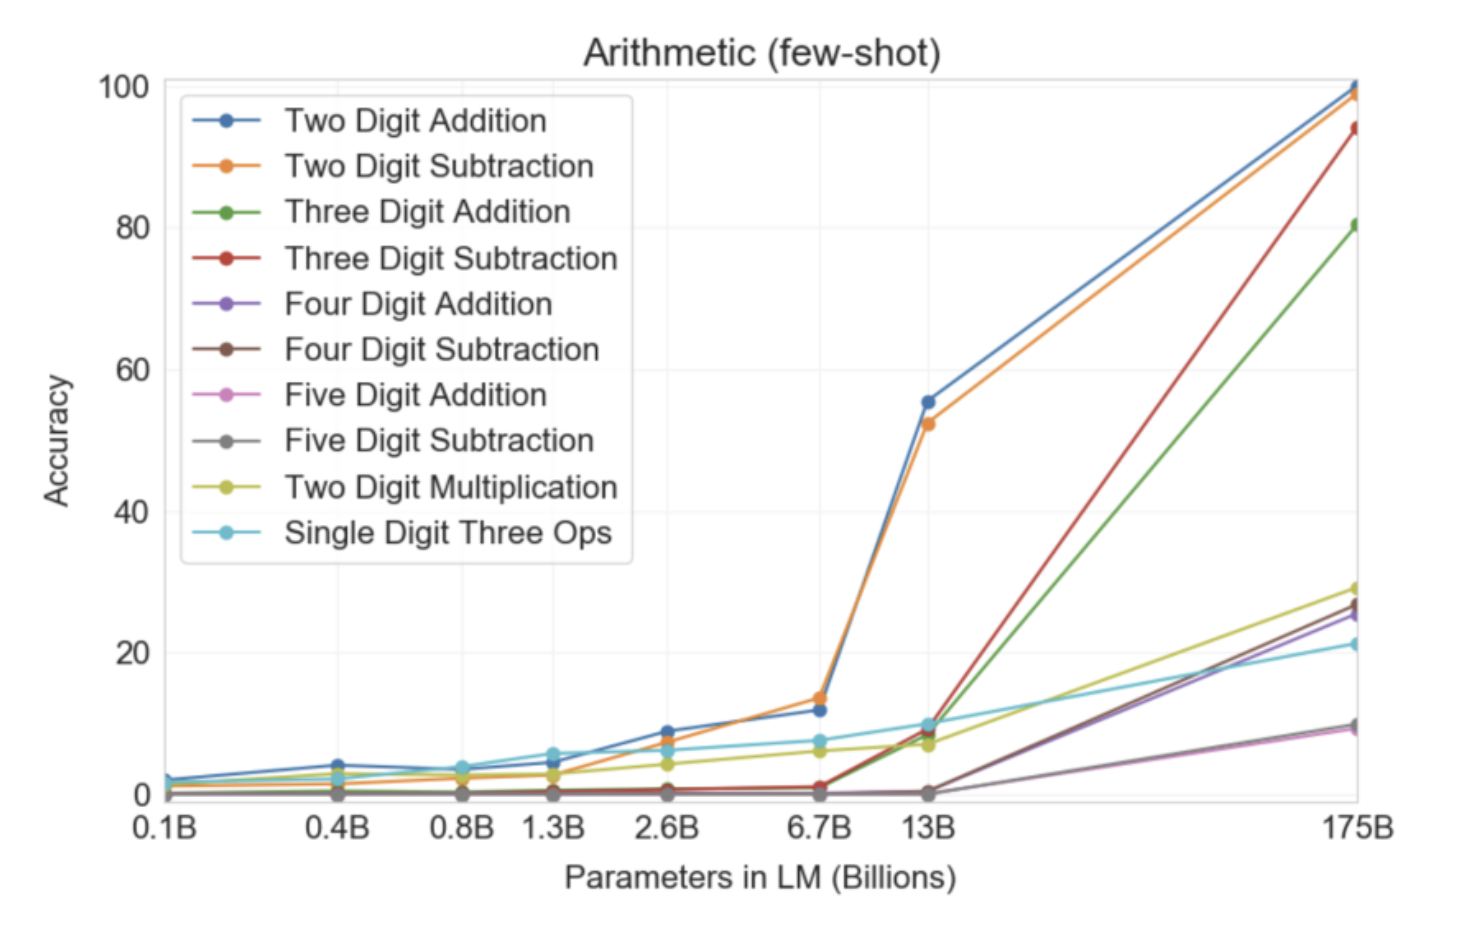 Arithmetic (few-shot)
100
80
60
40
20
0
Accuracy
Two Digit Addition
Two Digit Subtraction
Three Digit Addition
Three Digit Subtraction
Four Digit Addition
Four Digit Subtraction
Five Digit Addition
Five Digit Subtraction
Two Digit Multiplication
Single Digit Three Ops
0.1B 0.4B 0.8B 1.3B 2.6B 6.7B 13B 175B
Parameters in LM (Billions)